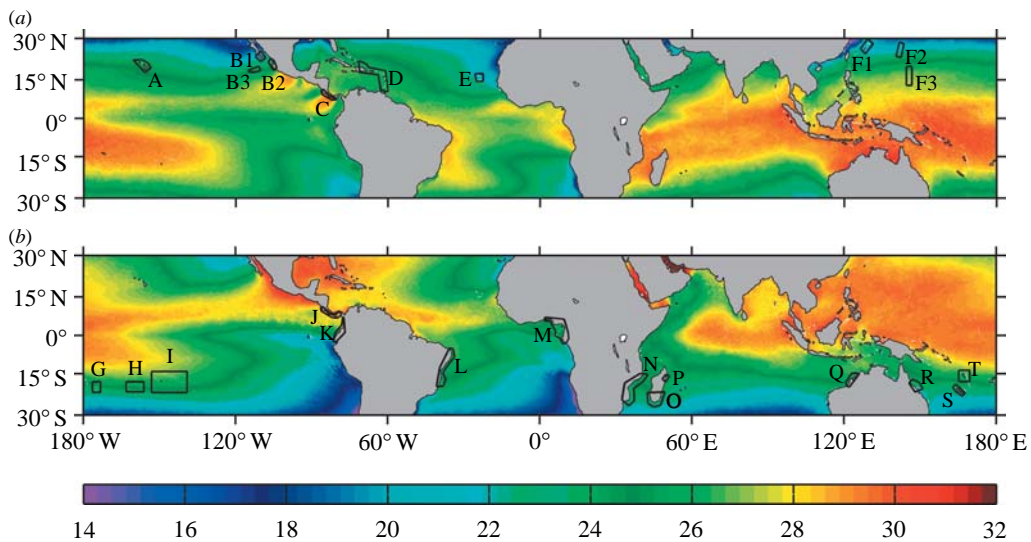 (a)
30° N
15° N
0°
15° S
30° S
A
B1
B3
B2
C
D
E
F1
F2
F3
(b)
30° N
15° N
0°
15° S
30° S
G
H
I
J
K
L
M
N
P
O
Q
R
S
T
180° W
120° W
60° W
0°
60° E
120° E
180° E
14 16 18 20 22 24 26 28 30 32